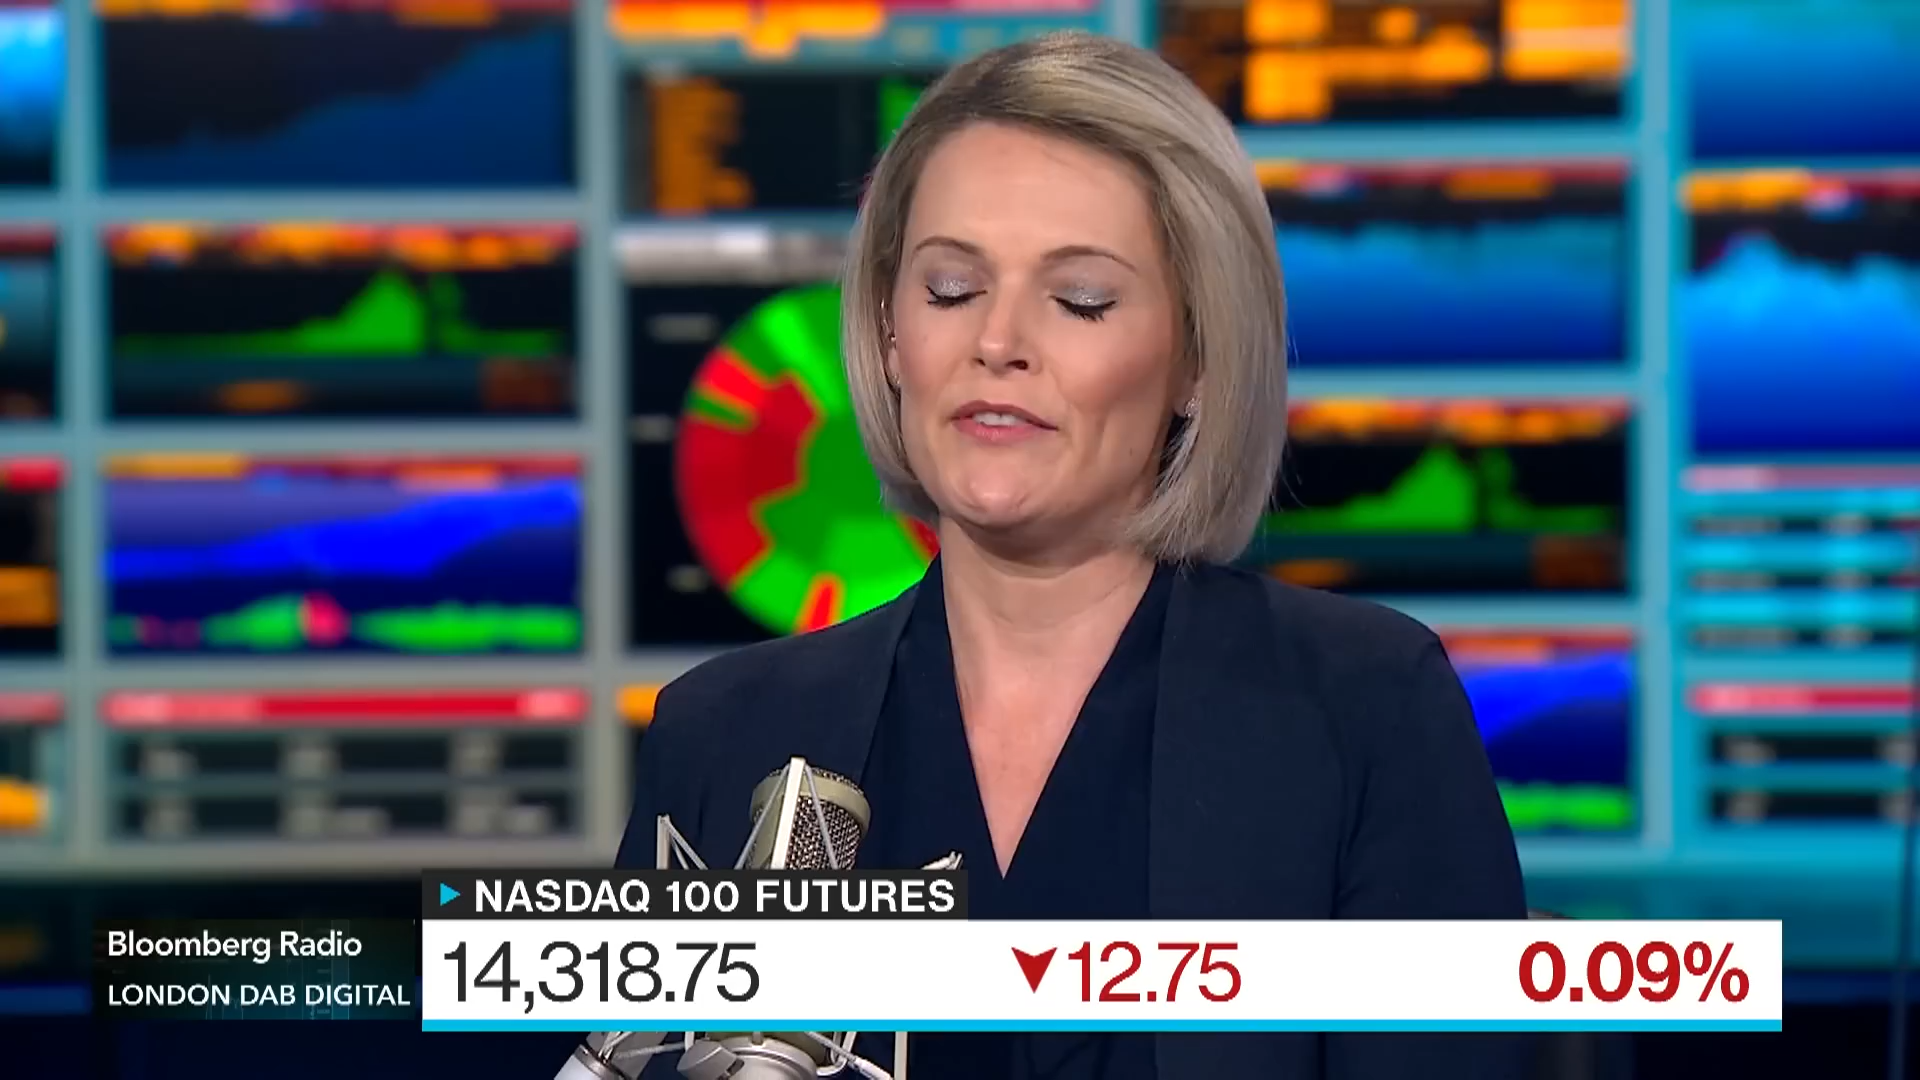 NASDAQ 100 FUTURES
Bloomberg Radio
LONDON DAB DIGITAL
14,318.75 12.75 0.09%